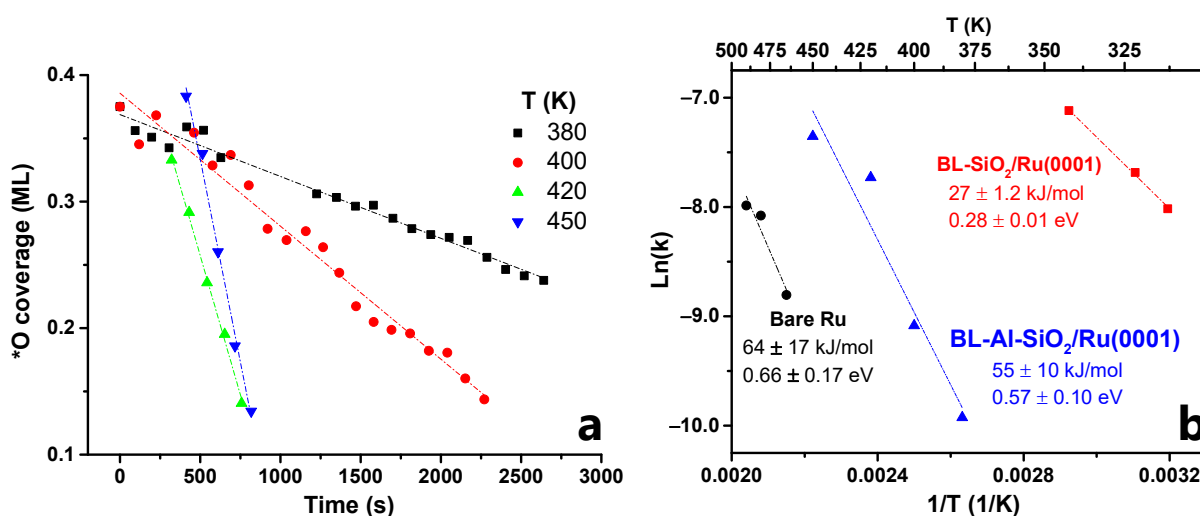 0.4
0.3
0.2
0.1
*O coverage (ML)
0
500
1000
1500
2000
2500
3000
Time (s)
T (K)
380
400
420
450
a
T (K)
500
475
450
425
400
375
350
325
−7.0
−8.0
−9.0
−10.0
Ln(k)
BL-SiO₂/Ru(0001)
27 ± 1.2 kJ/mol
0.28 ± 0.01 eV
Bare Ru
64 ± 17 kJ/mol
0.66 ± 0.17 eV
BL-Al-SiO₂/Ru(0001)
55 ± 10 kJ/mol
0.57 ± 0.10 eV
b
0.0020
0.0024
0.0028
0.0032
1/T (1/K)